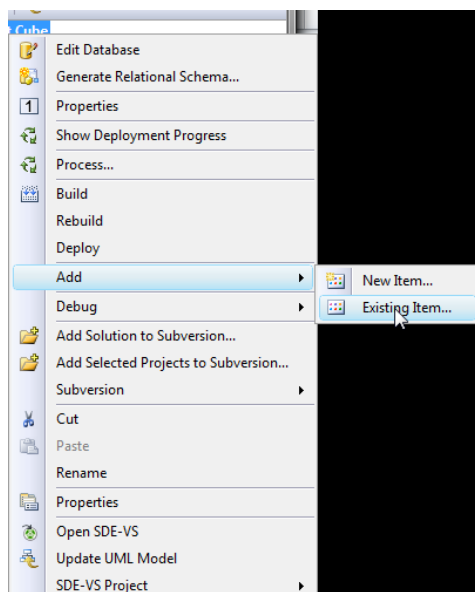 Cube
Edit Database
Generate Relational Schema...
1 Properties
Show Deployment Progress
Process...
Build
Rebuild
Deploy
Add
New Item...
Debug
Existing Item...
Add Solution to Subversion...
Add Selected Projects to Subversion...
Subversion
Cut
Paste
Rename
Properties
Open SDE-VS
Update UML Model
SDE-VS Project